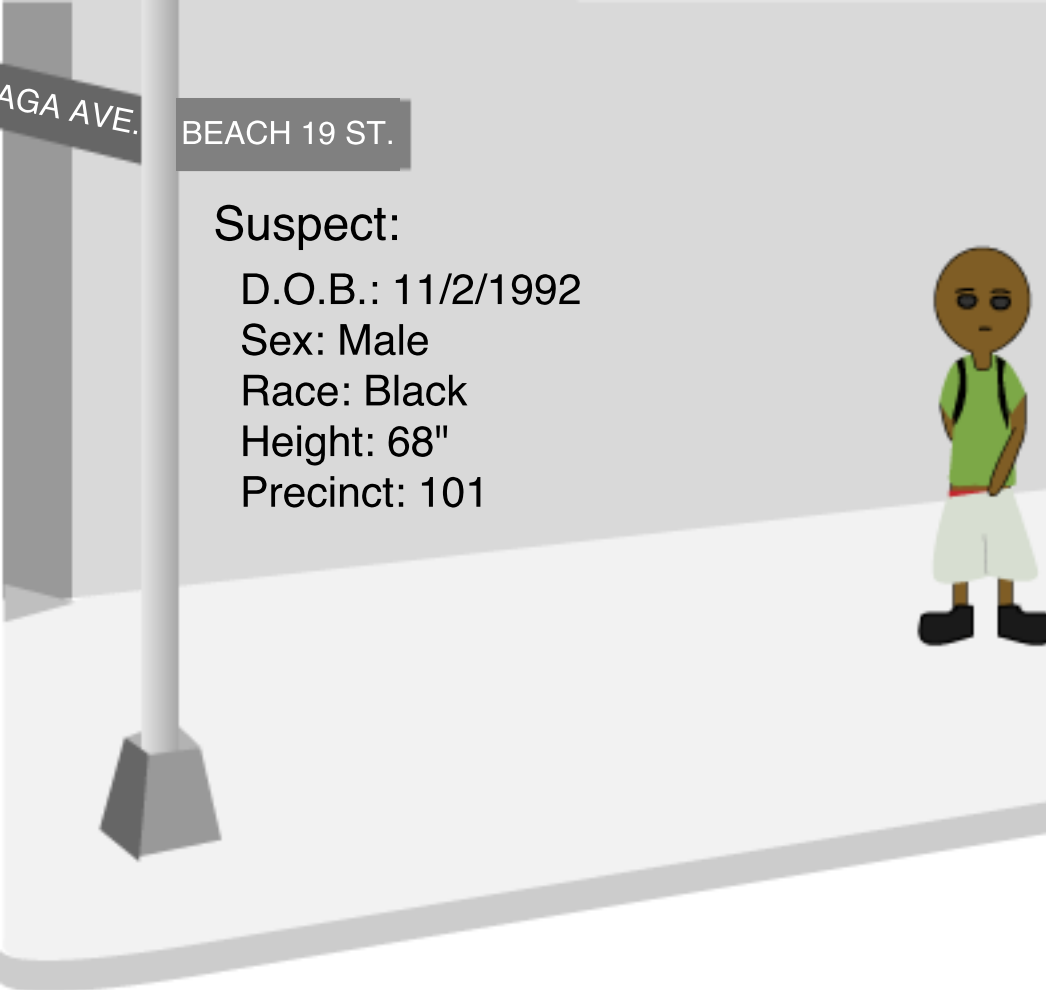 AGA AVE.
BEACH 19 ST.
Suspect:
D.O.B.: 11/2/1992
Sex: Male
Race: Black
Height: 68"
Precinct: 101